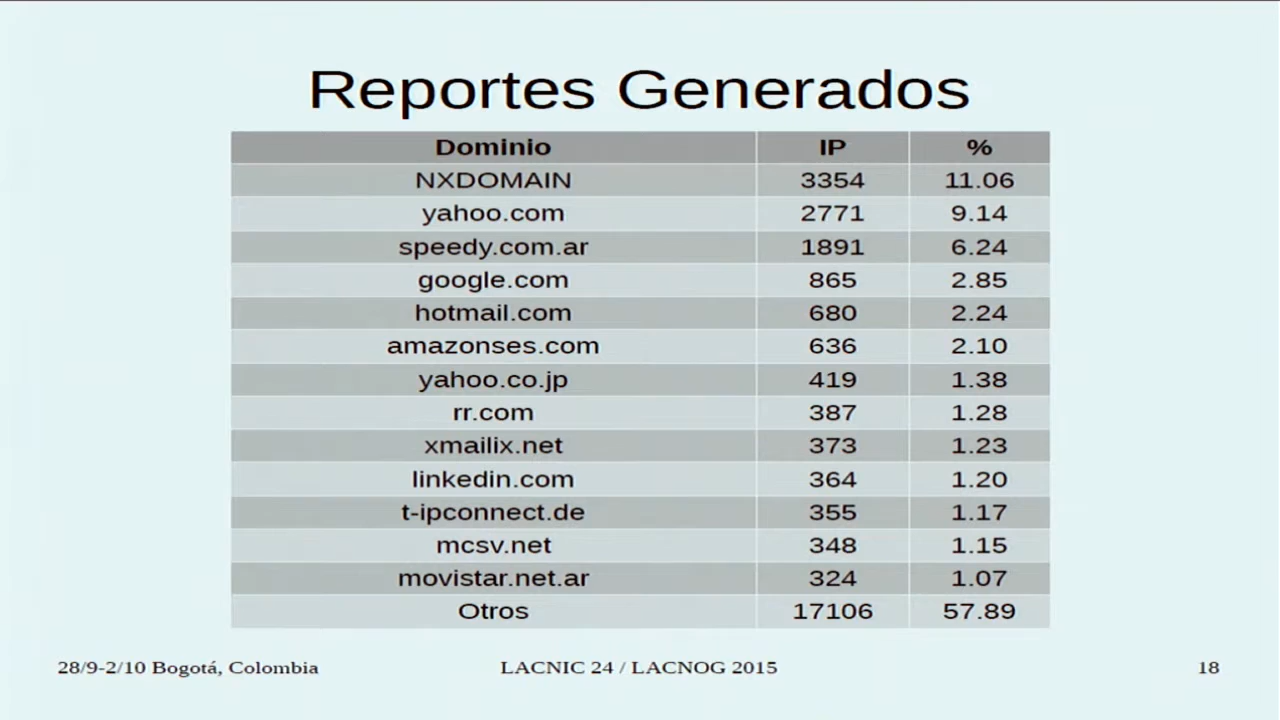 Reportes Generados
Dominio IP %
NXDOMAIN 3354 11.06
yahoo.com 2771 9.14
speedy.com.ar 1891 6.24
google.com 865 2.85
hotmail.com 680 2.24
amazonses.com 636 2.10
yahoo.co.jp 419 1.38
rr.com 387 1.28
xmailix.net 373 1.23
linkedin.com 364 1.20
t-ipconnect.de 355 1.17
mcsv.net 348 1.15
movistar.net.ar 324 1.07
Otros 17106 57.89
28/9-2/10 Bogotá, Colombia LACNIC 24 / LACNOG 2015 18